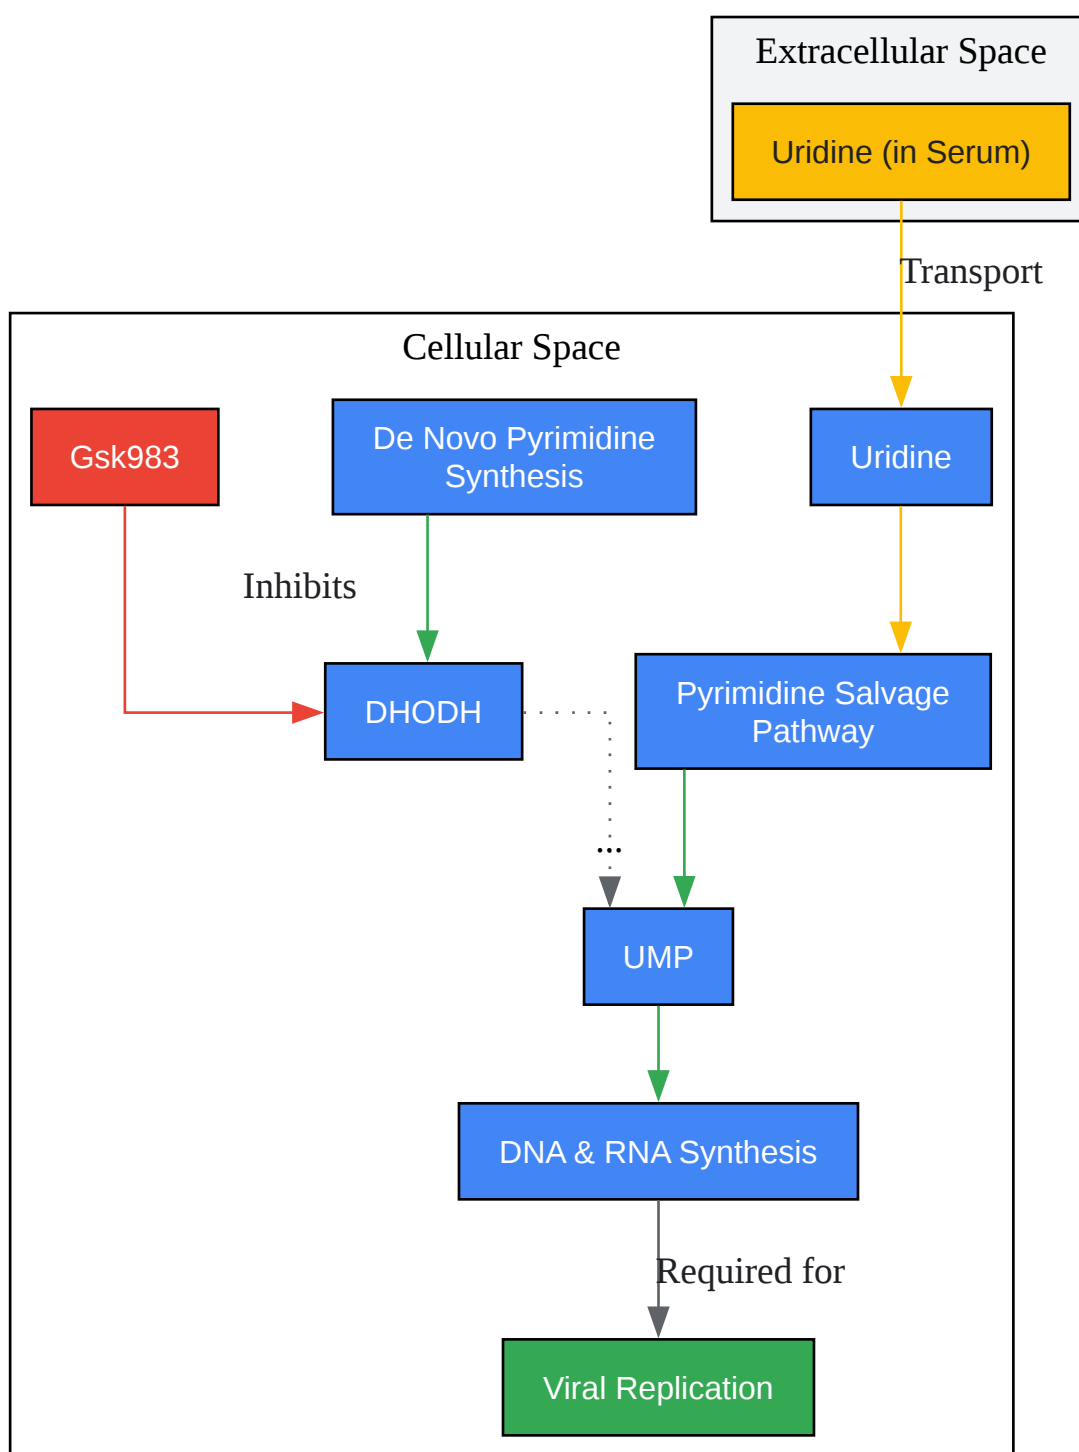 Extracellular Space
Uridine (in Serum)
Transport
Cellular Space
Gsk983
De Novo Pyrimidine
Synthesis
Uridine
Inhibits
DHODH
Pyrimidine Salvage
Pathway
...
UMP
DNA & RNA Synthesis
Required for
Viral Replication